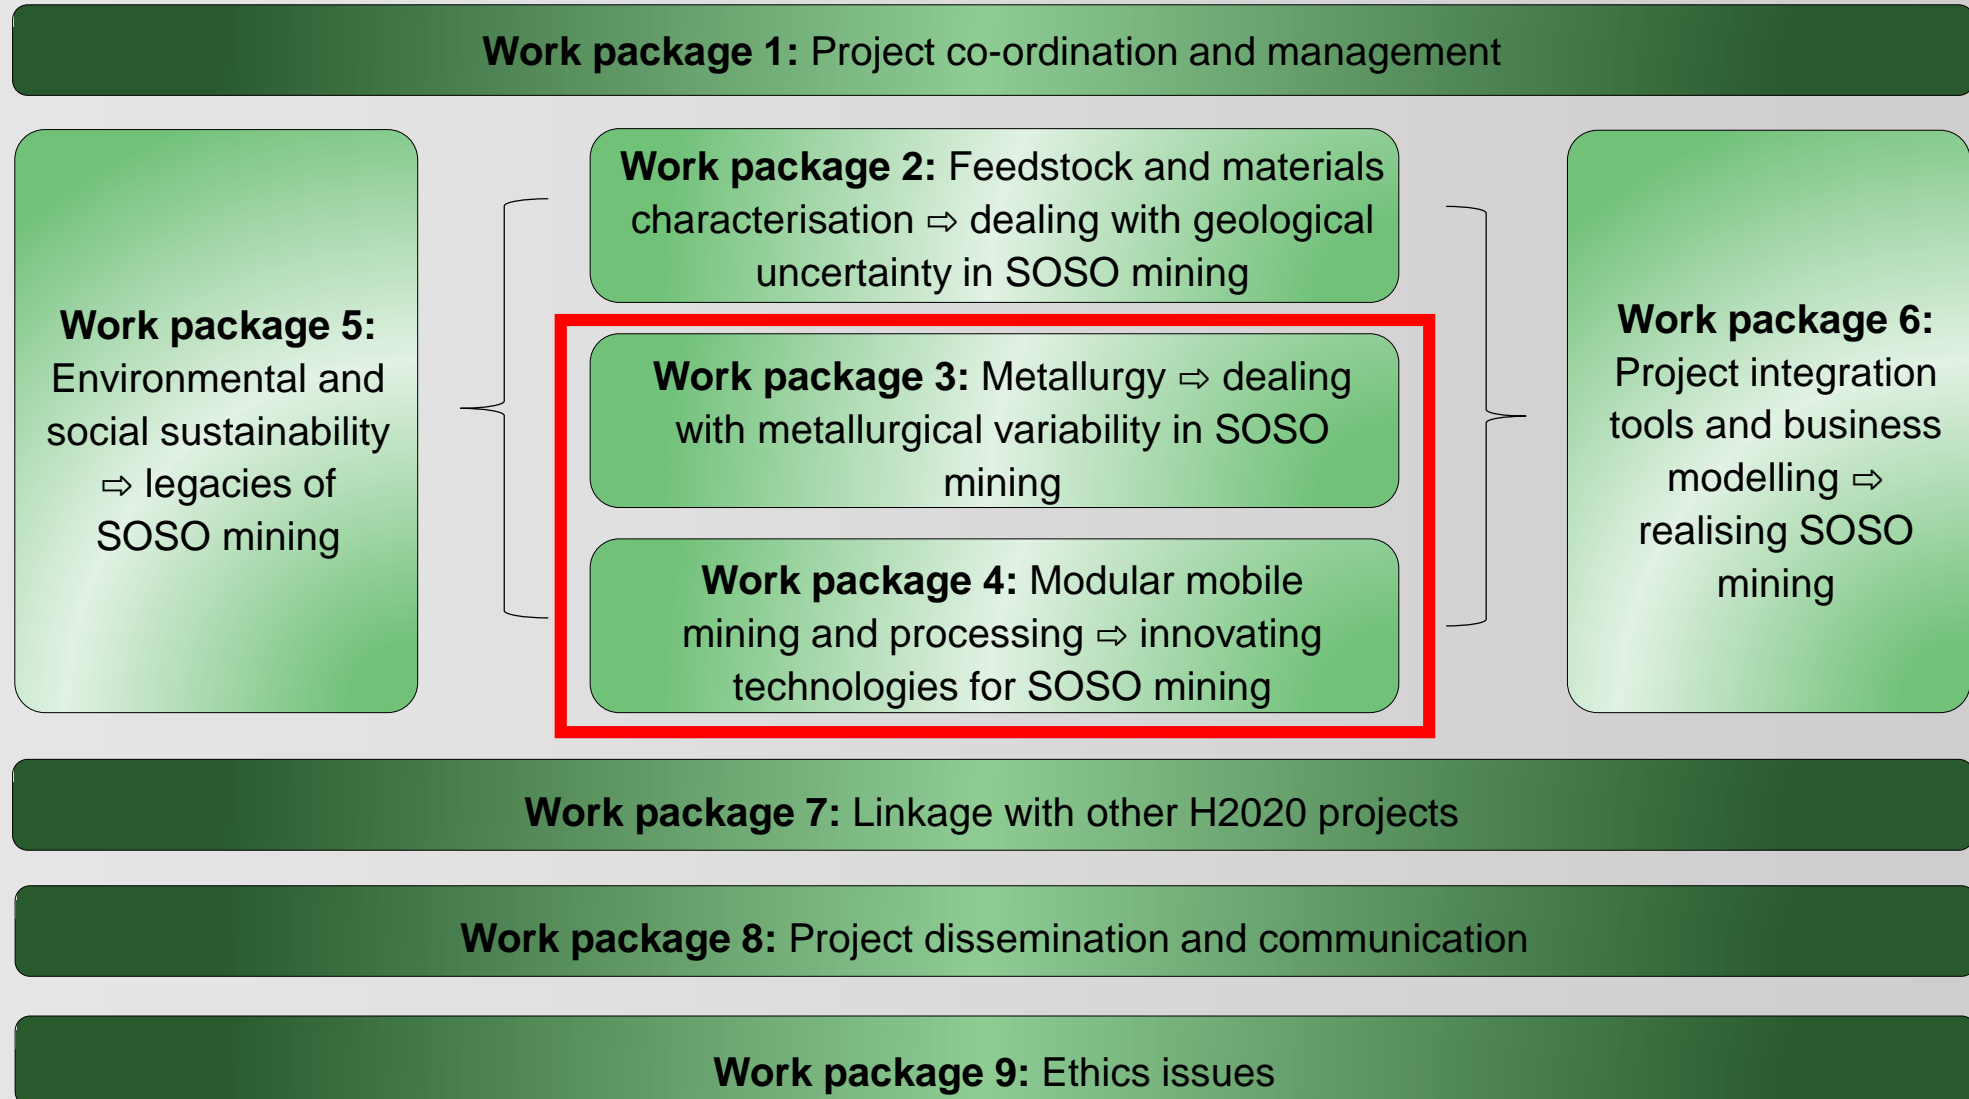 Work package 1: Project co-ordination and management
Work package 5:
Environmental and
social sustainability
⇨ legacies of
SOSO mining
Work package 2: Feedstock and materials
characterisation ⇨ dealing with geological
uncertainty in SOSO mining
Work package 3: Metallurgy ⇨ dealing
with metallurgical variability in SOSO
mining
Work package 4: Modular mobile
mining and processing ⇨ innovating
technologies for SOSO mining
Work package 6:
Project integration
tools and business
modelling ⇨
realising SOSO
mining
Work package 7: Linkage with other H2020 projects
Work package 8: Project dissemination and communication
Work package 9: Ethics issues